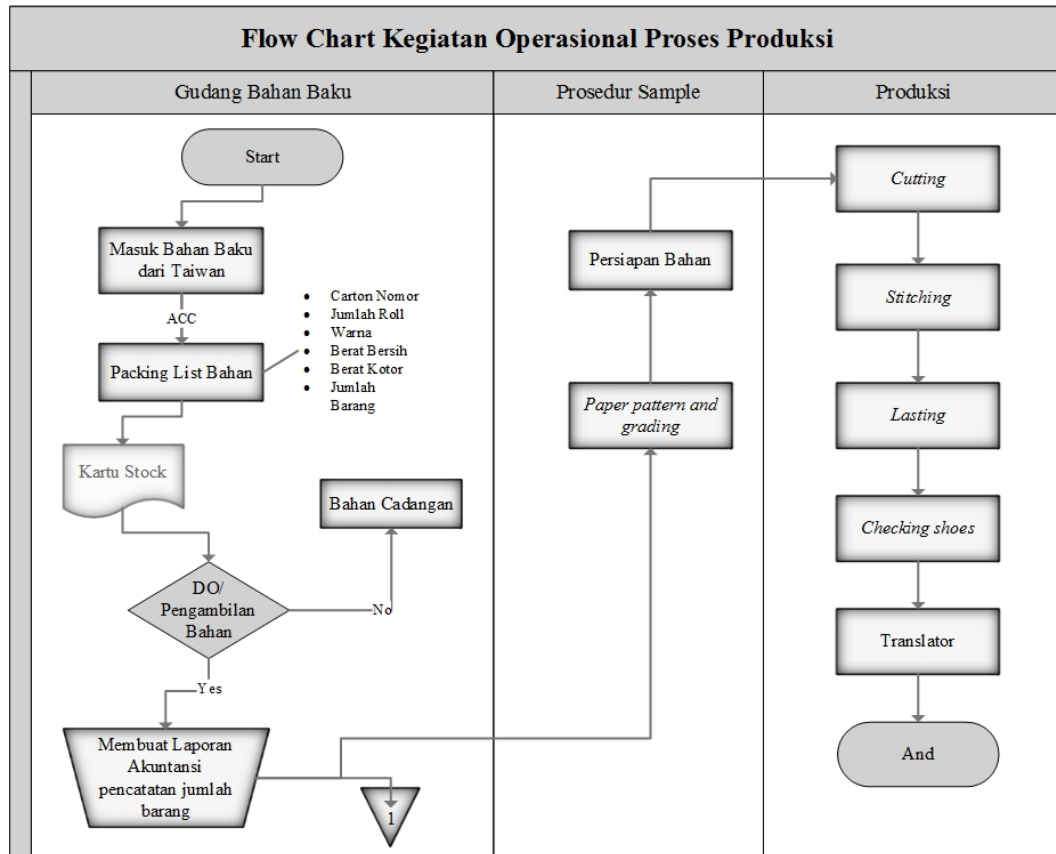 Flow Chart Kegiatan Operasional Proses Produksi
Gudang Bahan Baku
Prosedur Sample
Produksi
Start
Masuk Bahan Baku
dari Taiwan
ACC
Packing List Bahan
• Carton Nomor
• Jumlah Roll
• Warna
• Berat Bersih
• Berat Kotor
• Jumlah
Barang
Kartu Stock
Bahan Cadangan
DO/
Pengambilan
Bahan
No
Yes
Membuat Laporan
Akuntansi
pencatatan jumlah
barang
1
Persiapan Bahan
Paper pattern and
grading
Cutting
Stitching
Lasting
Checking shoes
Translator
And